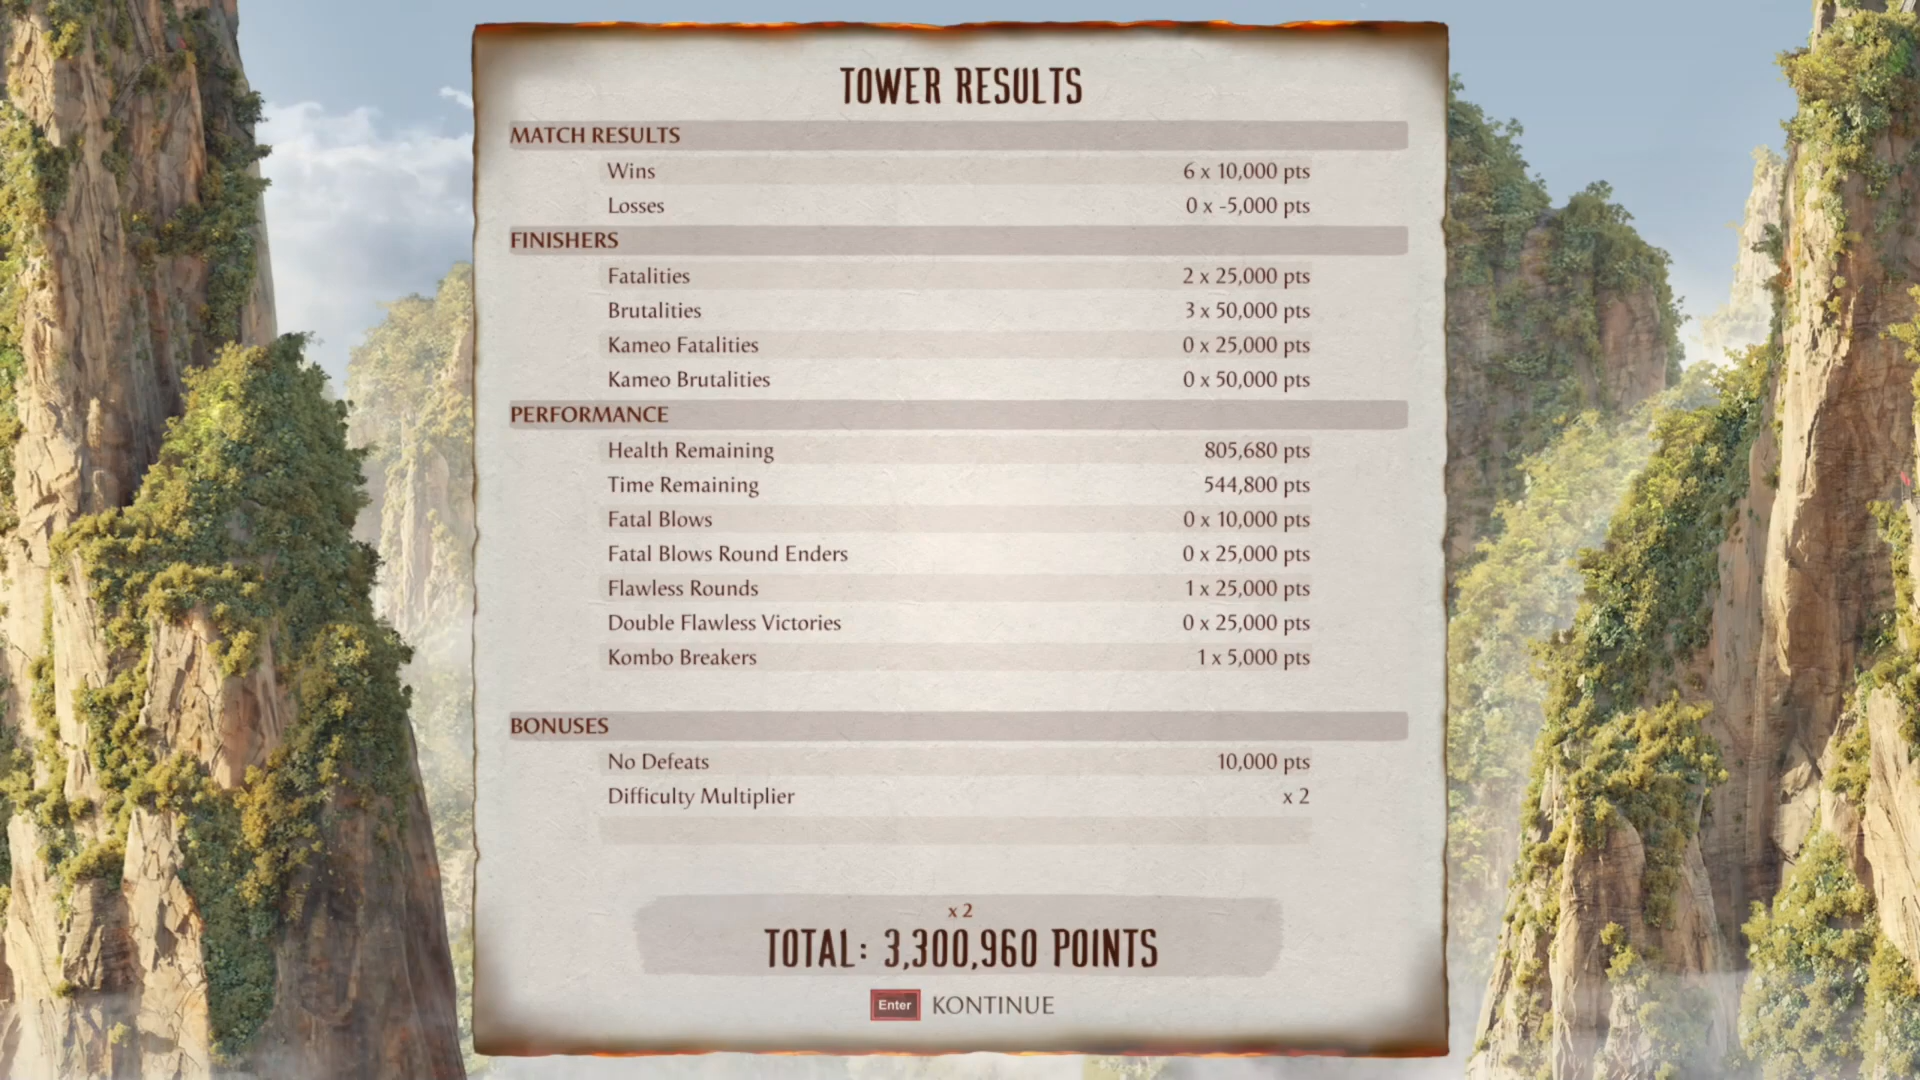 TOWER RESULTS
MATCH RESULTS
Wins 6 x 10,000 pts
Losses 0 x -5,000 pts
FINISHERS
Fatalities 2 x 25,000 pts
Brutalities 3 x 50,000 pts
Kameo Fatalities 0 x 25,000 pts
Kameo Brutalities 0 x 50,000 pts
PERFORMANCE
Health Remaining 805,680 pts
Time Remaining 544,800 pts
Fatal Blows 0 x 10,000 pts
Fatal Blows Round Enders 0 x 25,000 pts
Flawless Rounds 1 x 25,000 pts
Double Flawless Victories 0 x 25,000 pts
Kombo Breakers 1 x 5,000 pts
BONUSES
No Defeats 10,000 pts
Difficulty Multiplier x 2
x 2
TOTAL: 3,300,960 POINTS
Enter KONTINUE